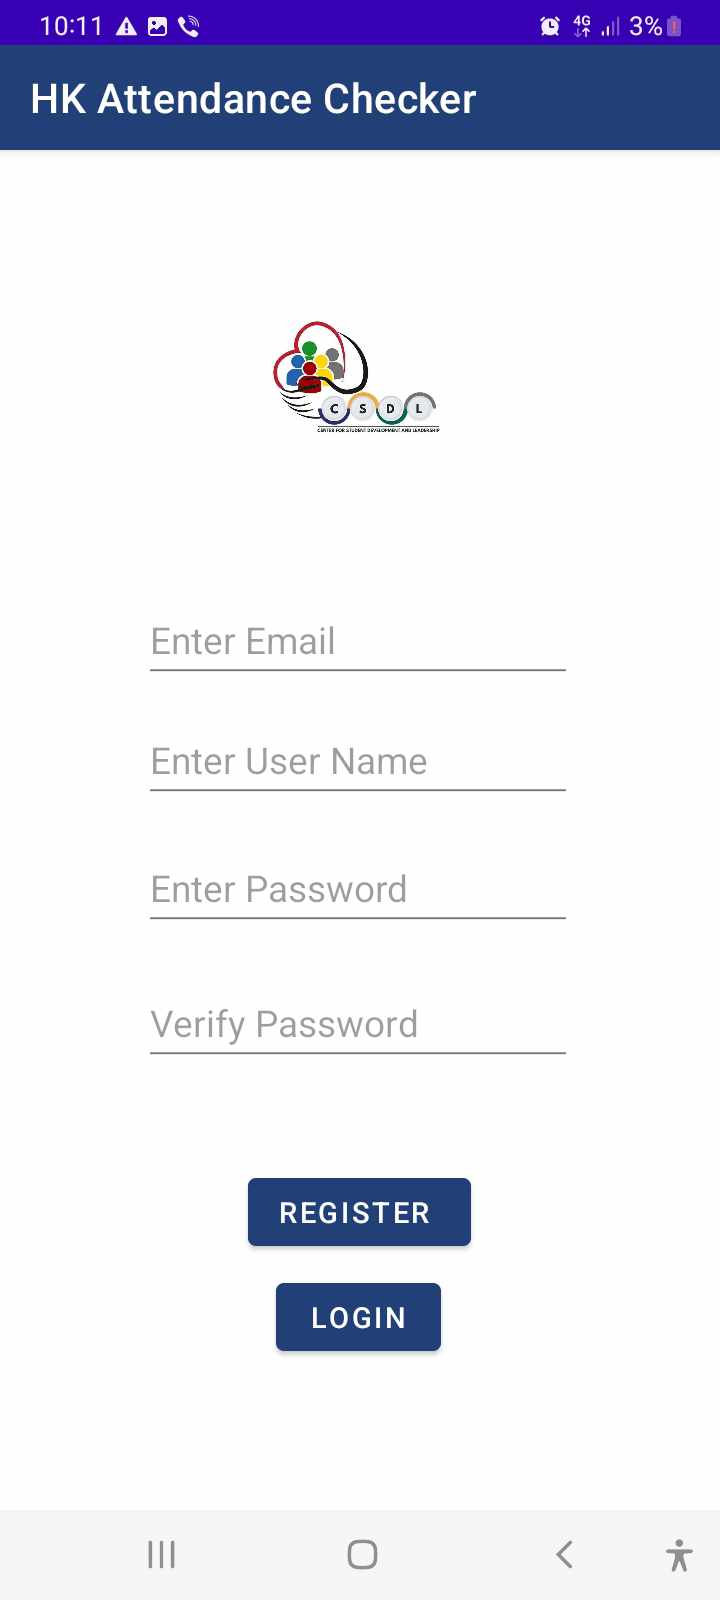 10:11
4G
3%
HK Attendance Checker
C S D L
CENTER FOR STUDENT DEVELOPMENT AND LEADERSHIP
Enter Email
Enter User Name
Enter Password
Verify Password
REGISTER
LOGIN